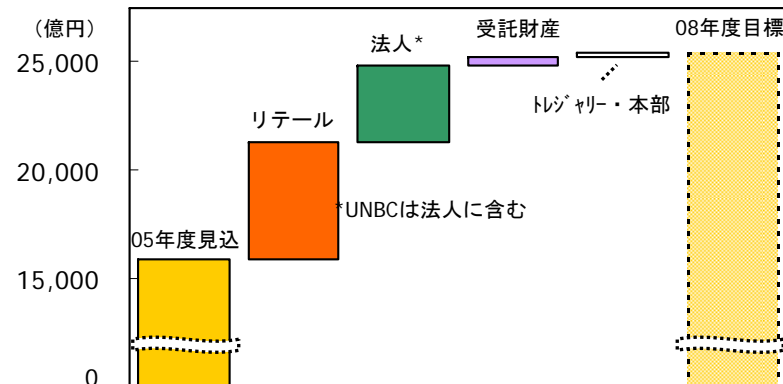 （億円）
25,000
20,000
15,000
0
05年度見込
リテール
法人*
受託財産
ﾄﾚｼﾞｬﾘｰ・本部
08年度目標
*UNBCは法人に含む